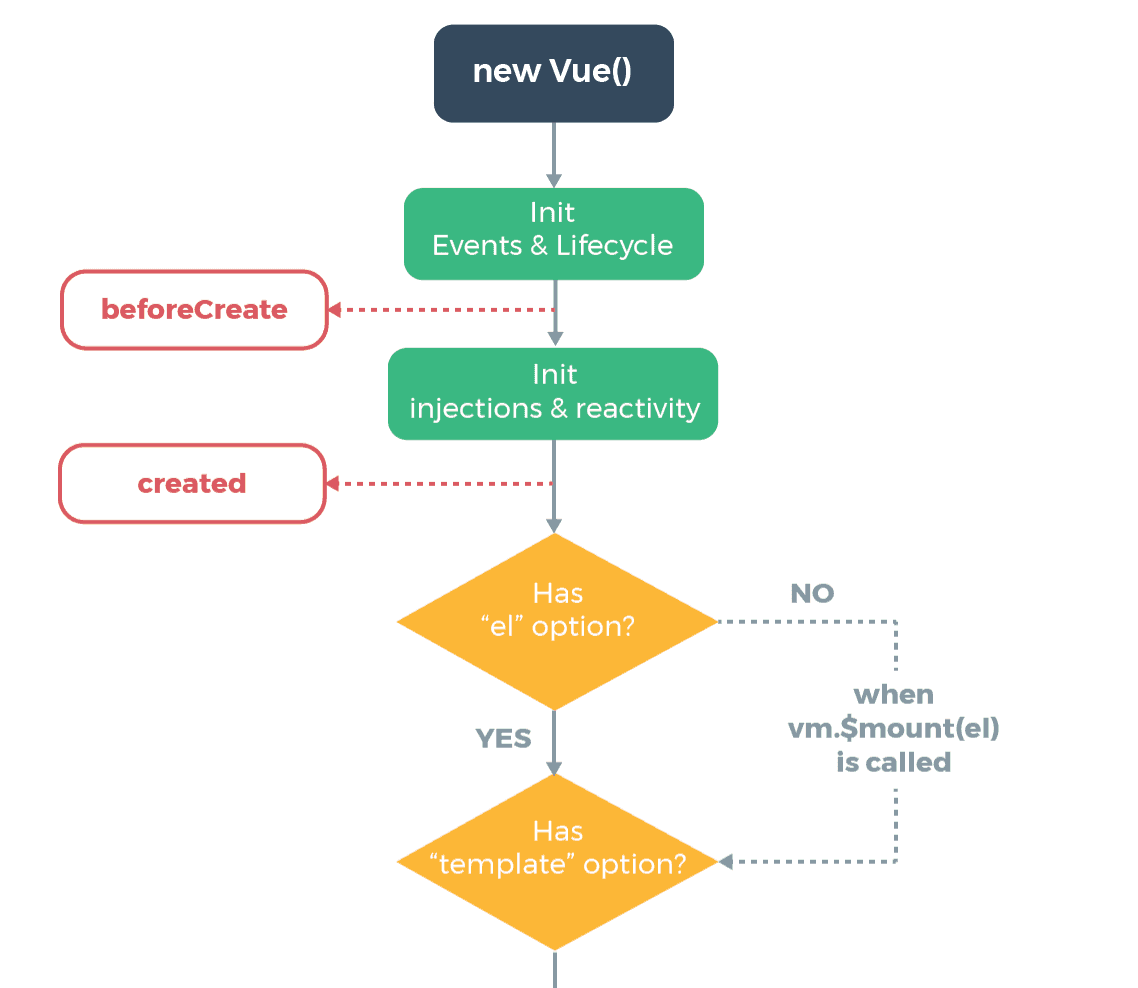 new Vue()
Init
Events & Lifecycle
beforeCreate
Init
injections & reactivity
created
Has
“el” option?
NO
when
vm.$mount(el)
is called
YES
Has
“template” option?